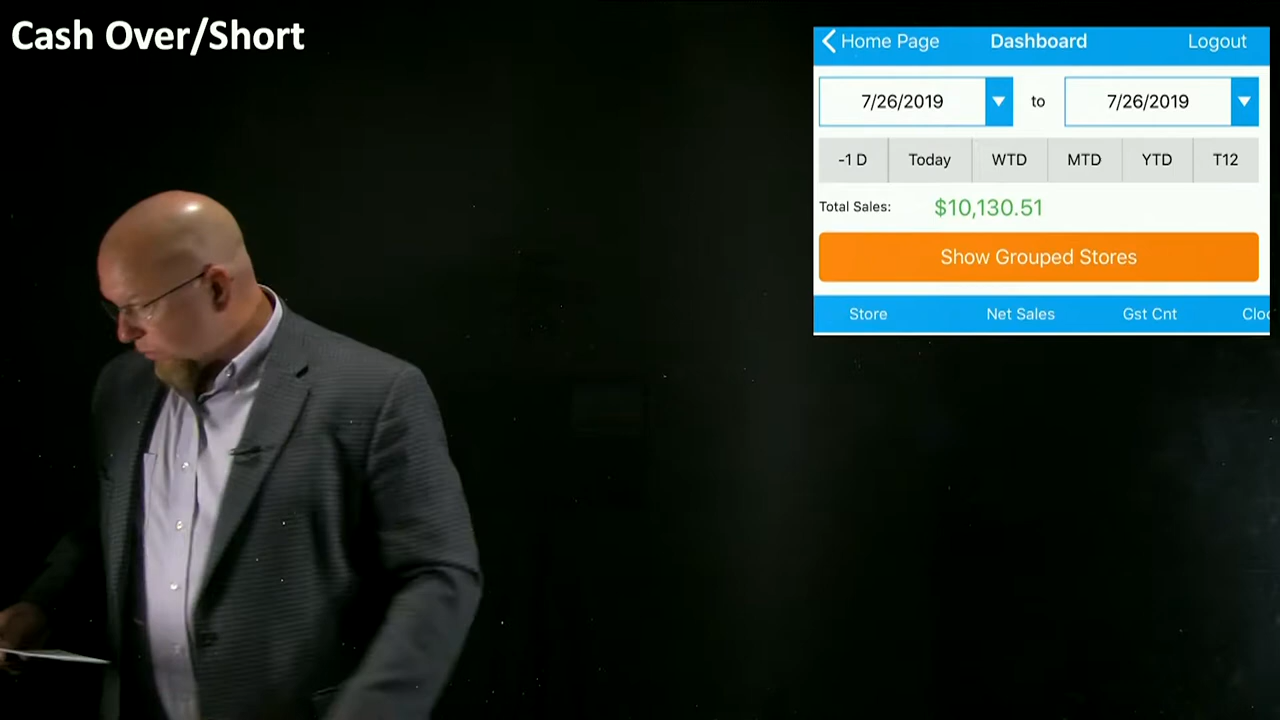 Cash Over/Short
Home Page Dashboard Logout
7/26/2019 to 7/26/2019
-1 D Today WTD MTD YTD T12
Total Sales: $10,130.51
Show Grouped Stores
Store Net Sales Gst Cnt Cloc